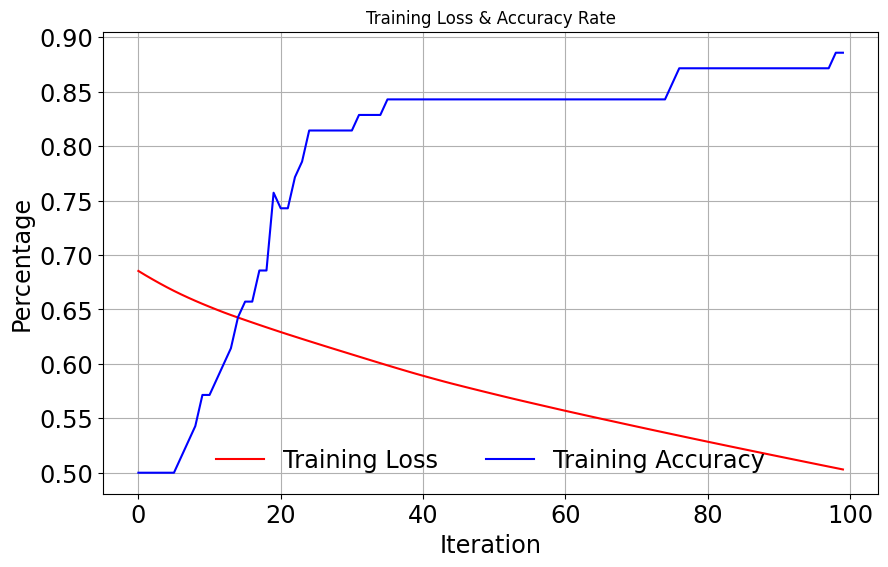 Training Loss & Accuracy Rate
0.90
0.85
0.80
0.75
0.70
0.65
0.60
0.55
0.50
Percentage
Training Loss Training Accuracy
0 20 40 60 80 100
Iteration